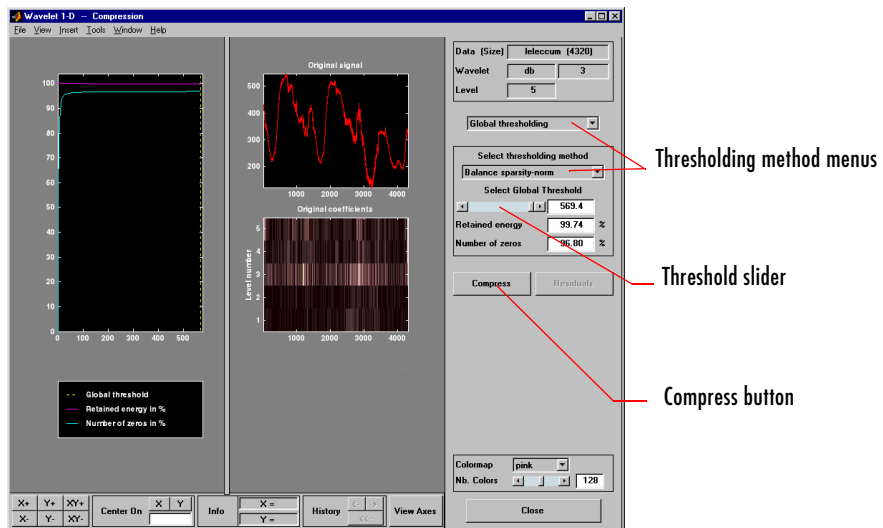 Wavelet 1-D -- Compression
File View Insert Tools Window Help
Data (Size) leleccum (4320)
Wavelet db 3
Level 5
Global thresholding
Select thresholding method
Balance sparsity-norm
Select Global Threshold
569.4
Retained energy 99.74 %
Number of zeros 96.80 %
Compress Residuals
Thresholding method menus
Threshold slider
Compress button
100
90
80
70
60
50
40
30
20
10
0
0 100 200 300 400 500
Global threshold
Retained energy in %
Number of zeros in %
Original signal
500
400
300
200
1000 2000 3000 4000
Original coefficients
Level number
5
4
3
2
1
1000 2000 3000 4000
Colormap pink
Nb. Colors 128
X+ Y+ XY+
X- Y- XY-
Center On X Y
Info X =
Y =
History <- ->
<<-
View Axes
Close